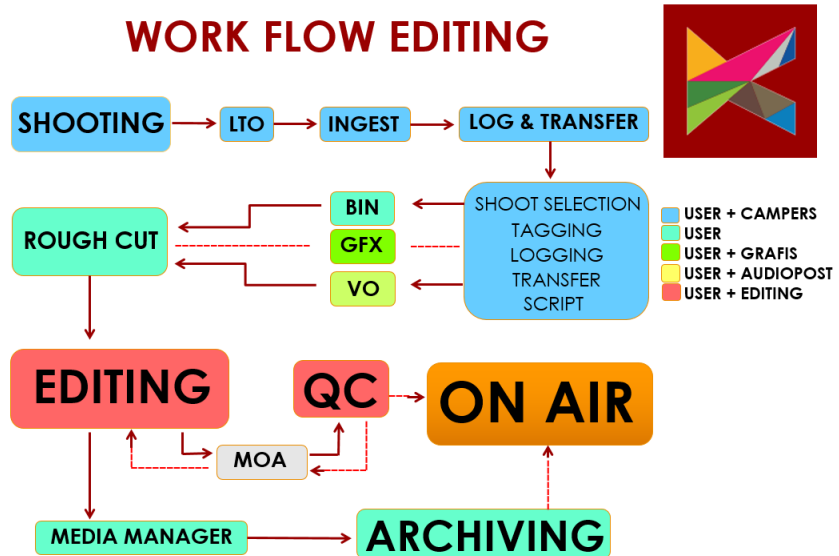 WORK FLOW EDITING
SHOOTING
LTO
INGEST
LOG & TRANSFER
SHOOT SELECTION
TAGGING
LOGGING
TRANSFER
SCRIPT
BIN
GFX
VO
ROUGH CUT
USER + CAMPERS
USER
USER + GRAFIS
USER + AUDIOPOST
USER + EDITING
EDITING
QC
ON AIR
MOA
MEDIA MANAGER
ARCHIVING